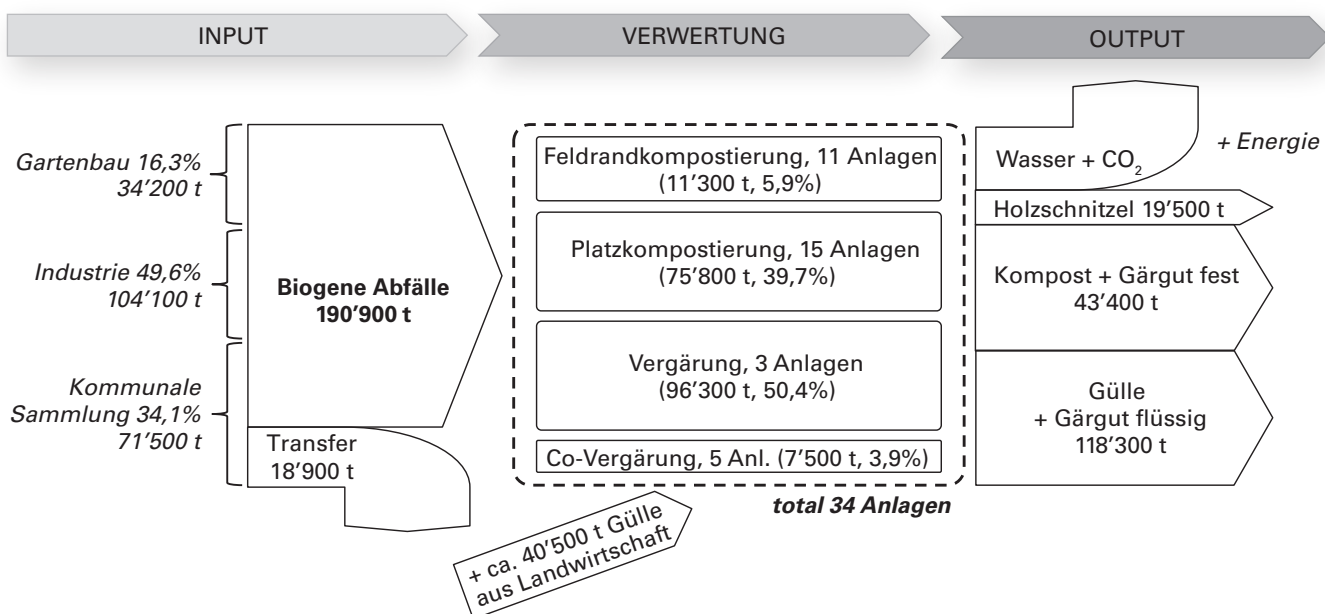 INPUT
VERWERTUNG
OUTPUT
Gartenbau 16,3%
34’200 t
Industrie 49,6%
104’100 t
Kommunale
Sammlung 34,1%
71’500 t
Biogene Abfälle
190’900 t
Transfer
18’900 t
Feldrandkompostierung, 11 Anlagen
(11’300 t, 5,9%)
Platzkompostierung, 15 Anlagen
(75’800 t, 39,7%)
Vergärung, 3 Anlagen
(96’300 t, 50,4%)
Co-Vergärung, 5 Anl. (7’500 t, 3,9%)
total 34 Anlagen
+ ca. 40’500 t Gülle
aus Landwirtschaft
Wasser + CO₂
+ Energie
Holzschnitzel 19’500 t
Kompost + Gärgut fest
43’400 t
Gülle
+ Gärgut flüssig
118’300 t